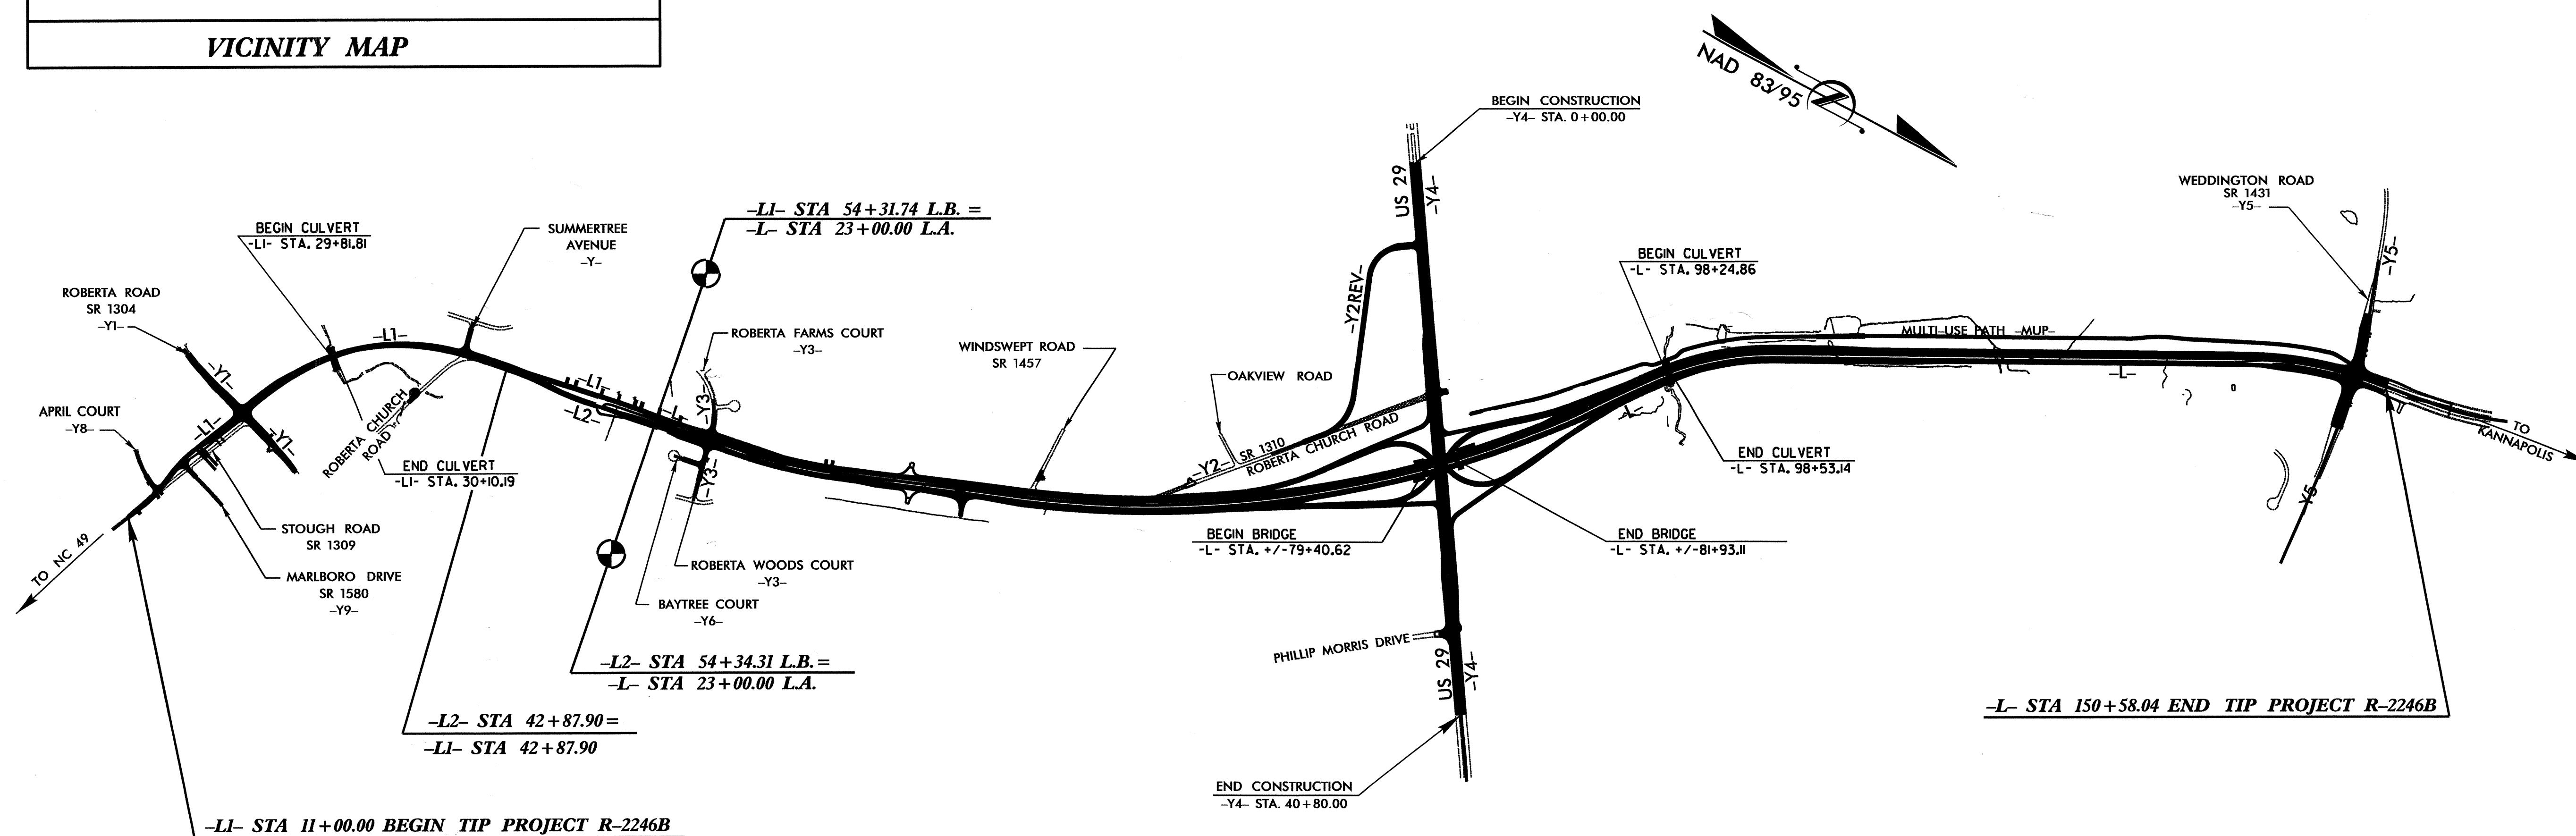 VICINITY MAP
NAD 83/95
BEGIN CONSTRUCTION
-Y4- STA. 0+00.00
US 29
-Y4-
WEDDINGTON ROAD
SR 1431
-Y5-
-Y5-
-L1- STA 54+31.74 L.B. =
-L- STA 23+00.00 L.A.
BEGIN CULVERT
-L1- STA. 29+81.81
SUMMERTREE
AVENUE
-Y-
BEGIN CULVERT
-L- STA. 98+24.86
ROBERTA ROAD
SR 1304
-Y1-
-L1-
-Y2REV-
ROBERTA FARMS COURT
-Y3-
WINDSWEPT ROAD
SR 1457
MULTI-USE PATH -MUP-
-L-
OAKVIEW ROAD
-Y1-
-L1-
-L2-
-L-
-Y3-
APRIL COURT
-Y8-
-L1-
-Y1-
ROBERTA CHURCH
ROAD
-Y2-
SR 1310
ROBERTA CHURCH ROAD
-L-
TO
KANNAPOLIS
END CULVERT
-L1- STA. 30+10.19
-Y3-
END CULVERT
-L- STA. 98+53.14
-Y5-
STOUGH ROAD
SR 1309
BEGIN BRIDGE
-L- STA. +/-79+40.62
END BRIDGE
-L- STA. +/-81+93.11
TO NC 49
MARLBORO DRIVE
SR 1580
-Y9-
ROBERTA WOODS COURT
-Y3-
BAYTREE COURT
-Y6-
PHILLIP MORRIS DRIVE
US 29
-Y4-
-L2- STA 54+34.31 L.B. =
-L- STA 23+00.00 L.A.
-L- STA 150+58.04 END TIP PROJECT R-2246B
-L2- STA 42+87.90 =
-L1- STA 42+87.90
END CONSTRUCTION
-Y4- STA. 40+80.00
-L1- STA 11+00.00 BEGIN TIP PROJECT R-2246B